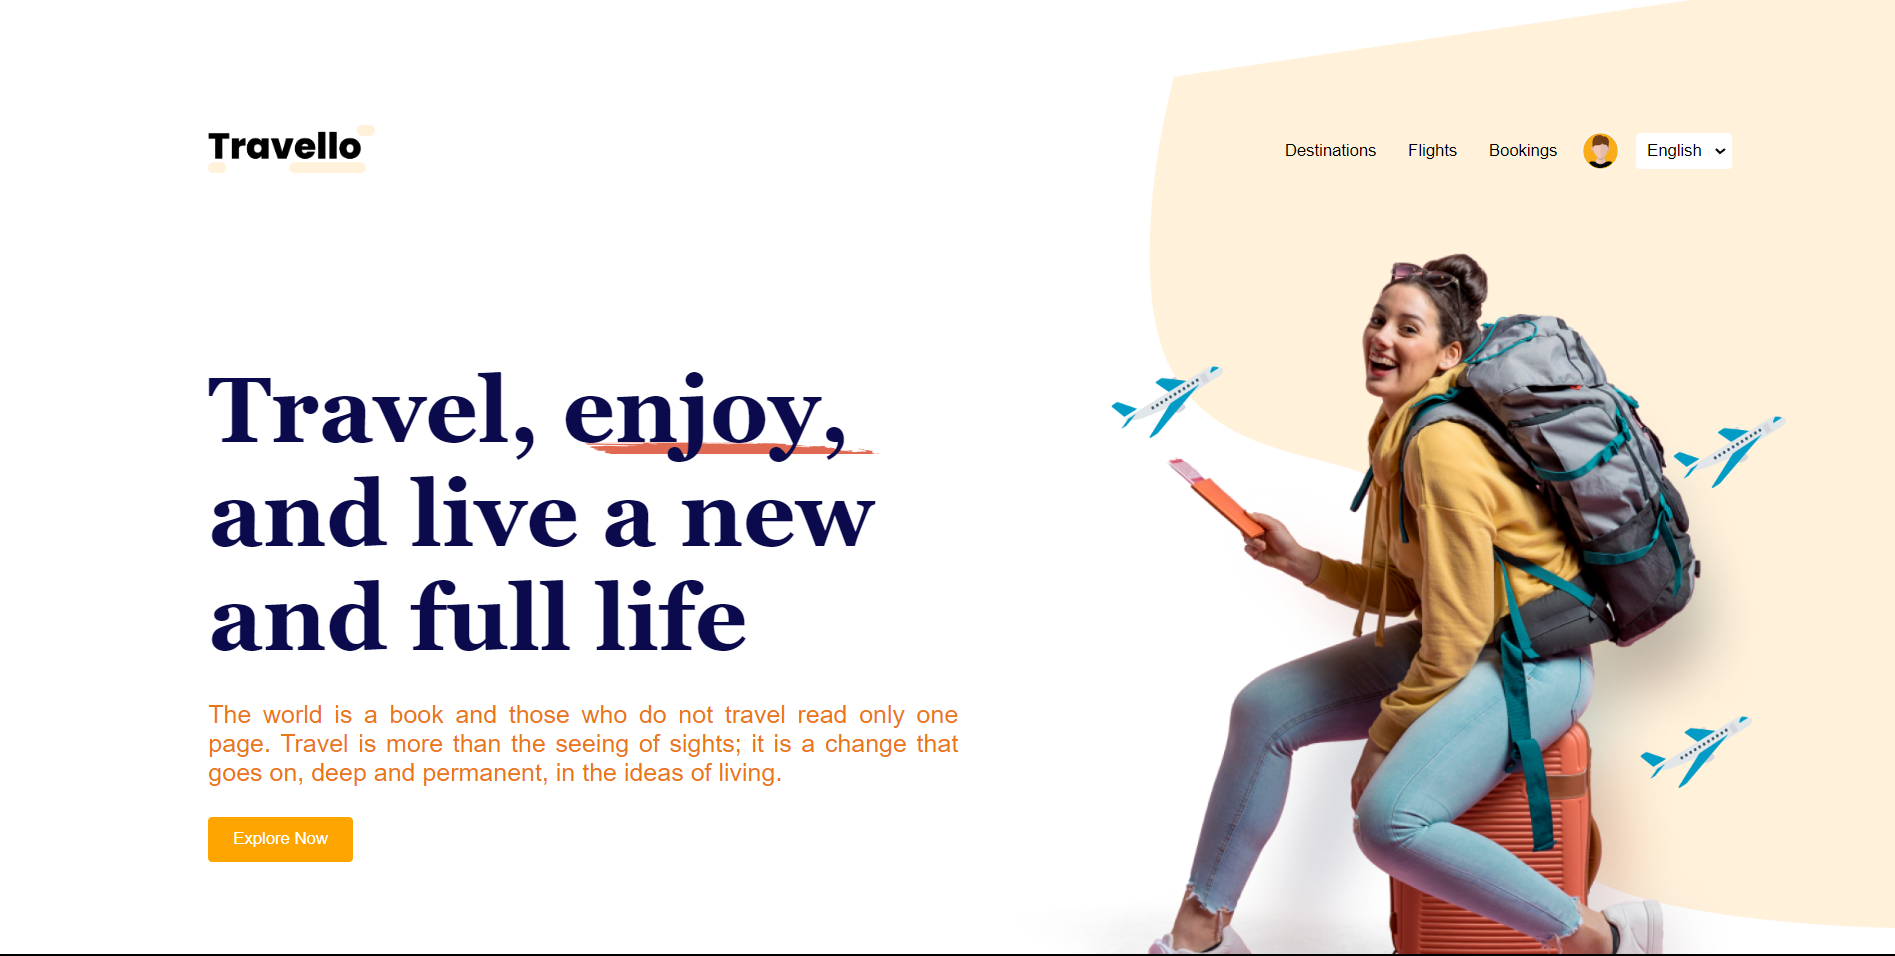 Travello
Destinations Flights Bookings English
Travel, enjoy,
and live a new
and full life
The world is a book and those who do not travel read only one
page. Travel is more than the seeing of sights; it is a change that
goes on, deep and permanent, in the ideas of living.
Explore Now